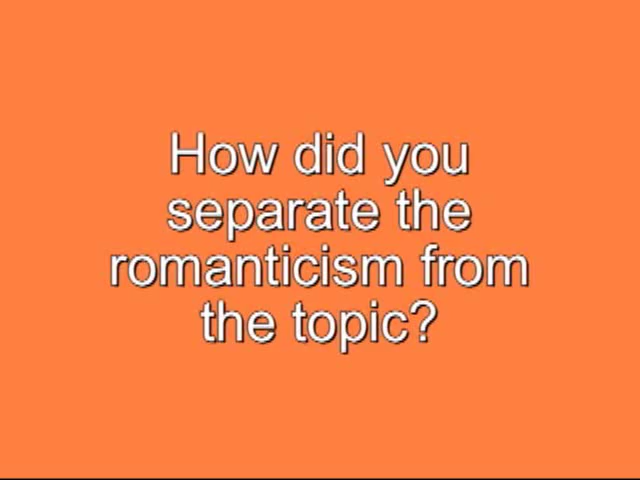 How did you
separate the
romanticism from
the topic?